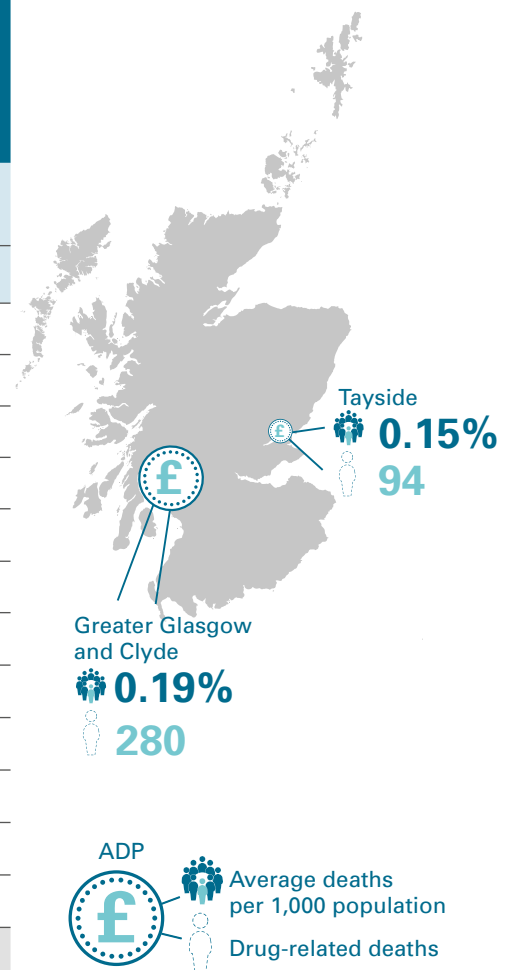 Tayside
0.15%
£
94
£
Greater Glasgow
and Clyde
0.19%
280
ADP
£
Average deaths
per 1,000 population
Drug-related deaths